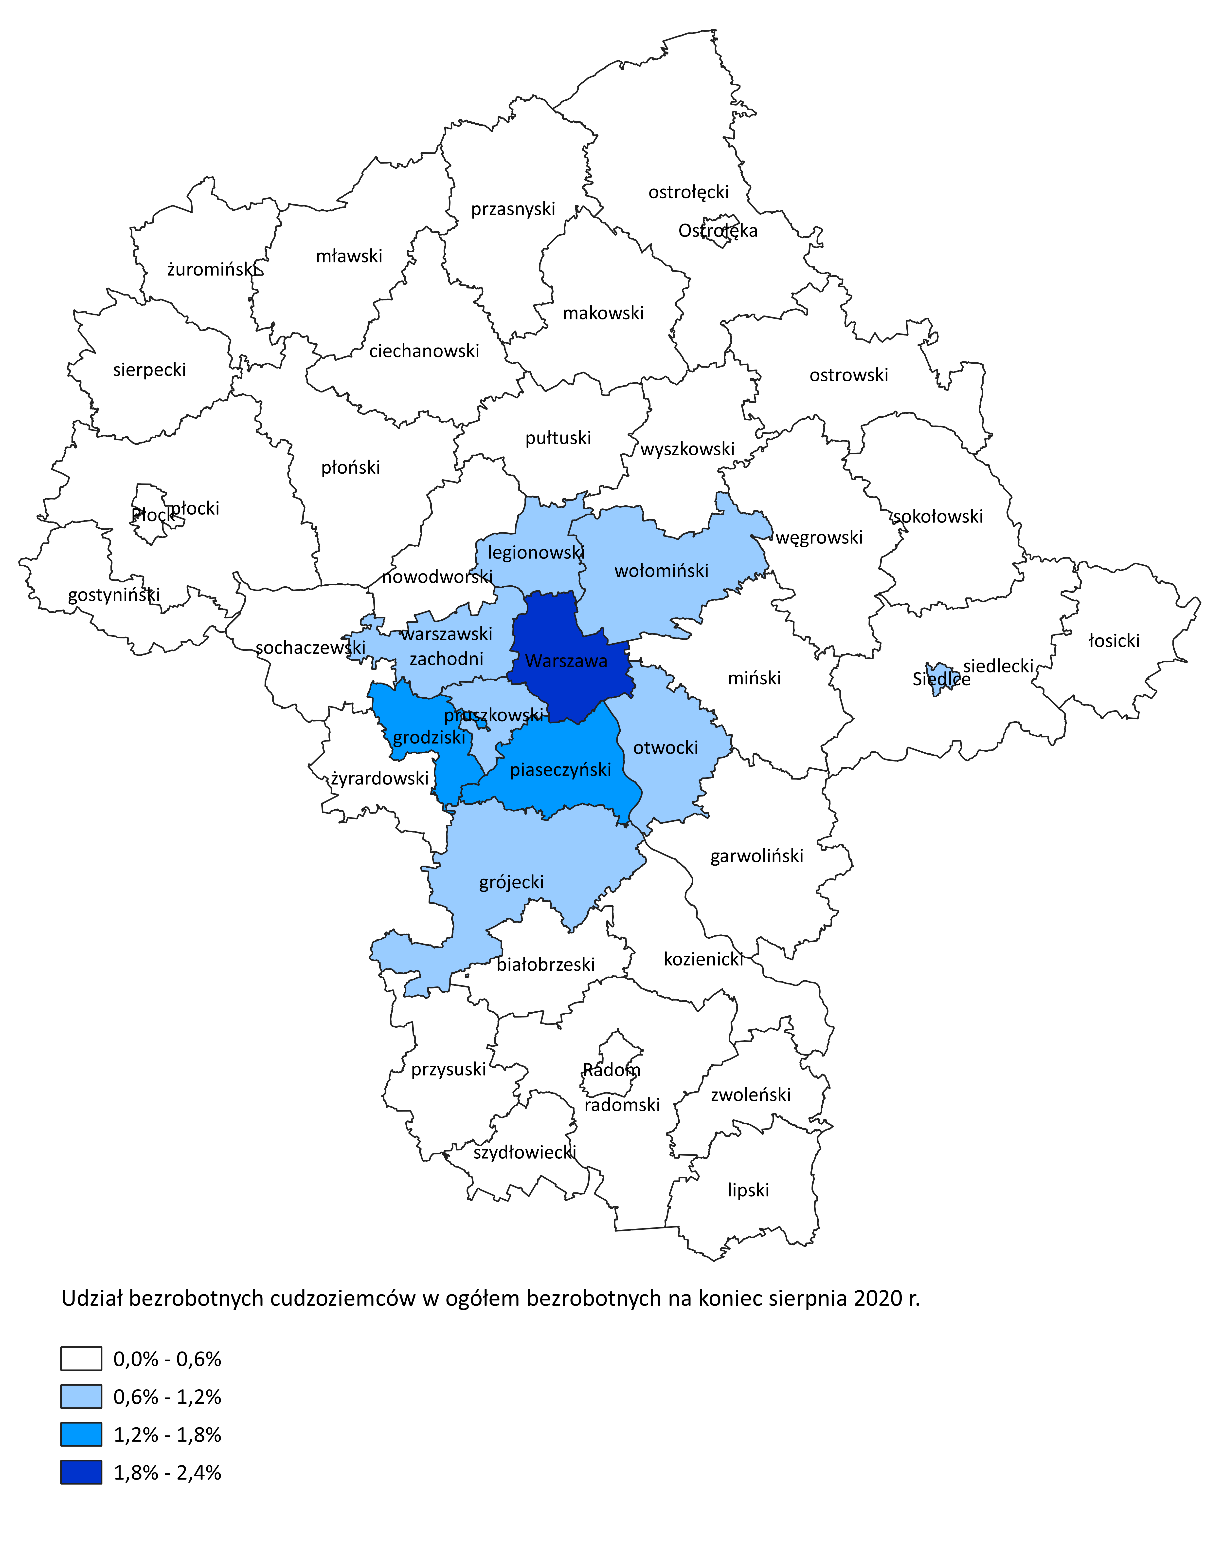 ostrołęcki
Ostrołęka
przasnyski
mławski
żuromiński
makowski
ciechanowski
sierpecki
ostrowski
pułtuski
wyszkowski
płoński
płocki
Płock
sokołowski
węgrowski
legionowski
wołomiński
nowodworski
gostyniński
warszawski
zachodni
sochaczewski
Warszawa
łosicki
siedlecki
Siedlce
miński
pruszkowski
grodziski
otwocki
piaseczyński
żyrardowski
garwoliński
grójecki
kozienicki
białobrzeski
przysuski
Radom
radomski
zwoleński
szydłowiecki
lipski
Udział bezrobotnych cudzoziemców w ogółem bezrobotnych na koniec sierpnia 2020 r.
0,0% - 0,6%
0,6% - 1,2%
1,2% - 1,8%
1,8% - 2,4%